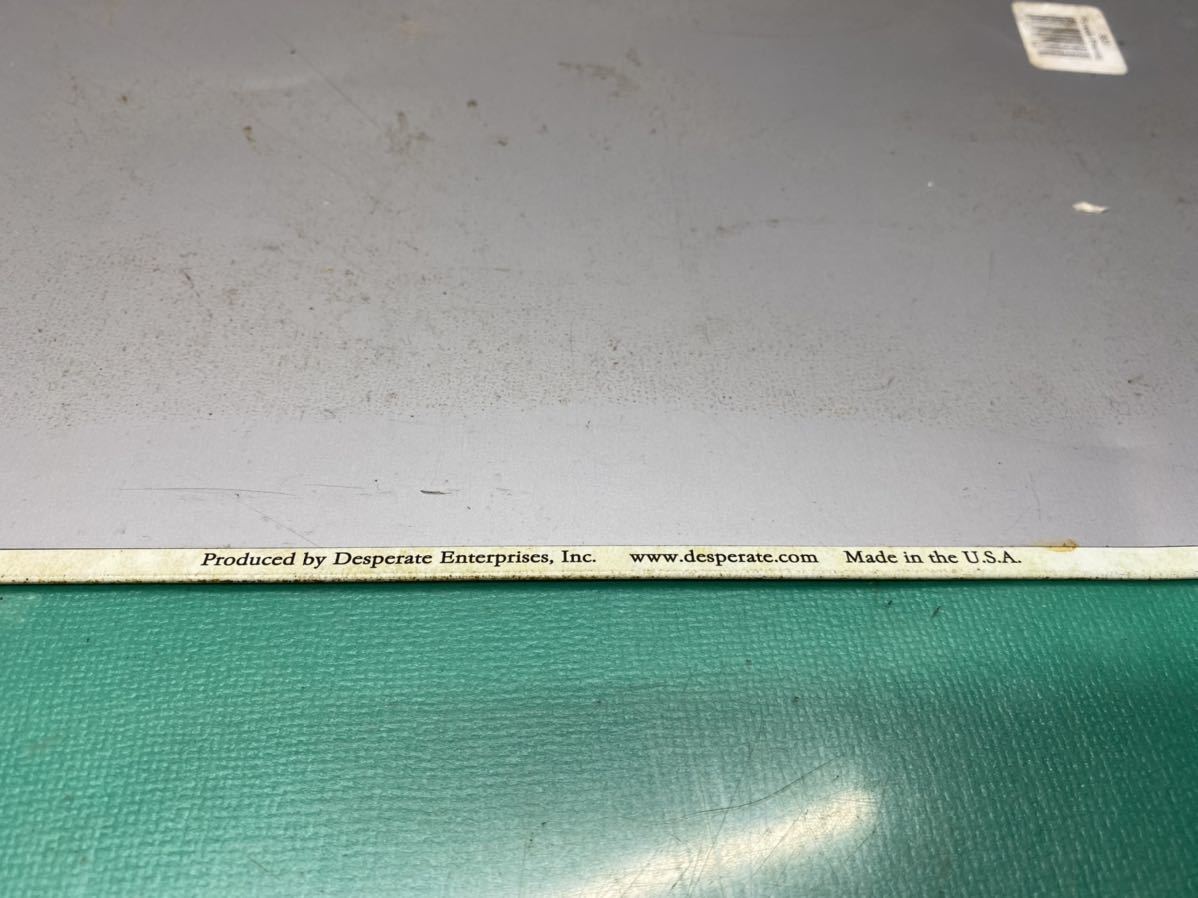 Produced by Desperate Enterprises, Inc. www.desperate.com Made in the U.S.A.